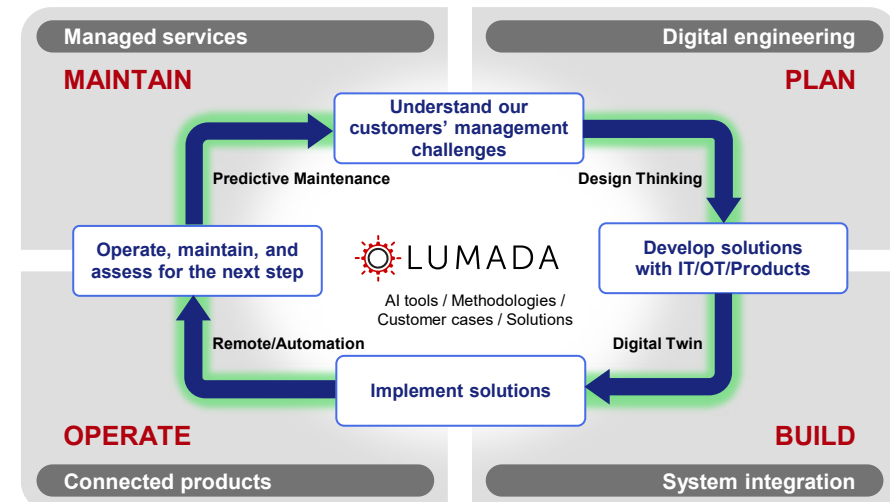 Managed services
Digital engineering
MAINTAIN
PLAN
Understand our
customers’ management
challenges
Predictive Maintenance
Design Thinking
Operate, maintain, and
assess for the next step
LUMADA
AI tools / Methodologies /
Customer cases / Solutions
Develop solutions
with IT/OT/Products
Remote/Automation
Digital Twin
Implement solutions
OPERATE
BUILD
Connected products
System integration